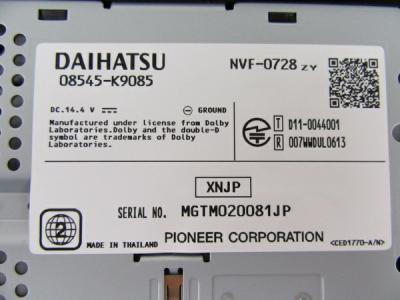 DAIHATSU
08545-K9085
NVF-0728 ZY
DC.14.4 V
GROUND
Manufactured under license from Dolby
Laboratories.Dolby and the double-D
symbol are trademarks of Dolby
Laboratories.
T D11-0044001
R 007WWDUL0613
XNJP
SERIAL NO. MGTM020081JP
2
MADE IN THAILAND
PIONEER CORPORATION
<CED1770-A/N>